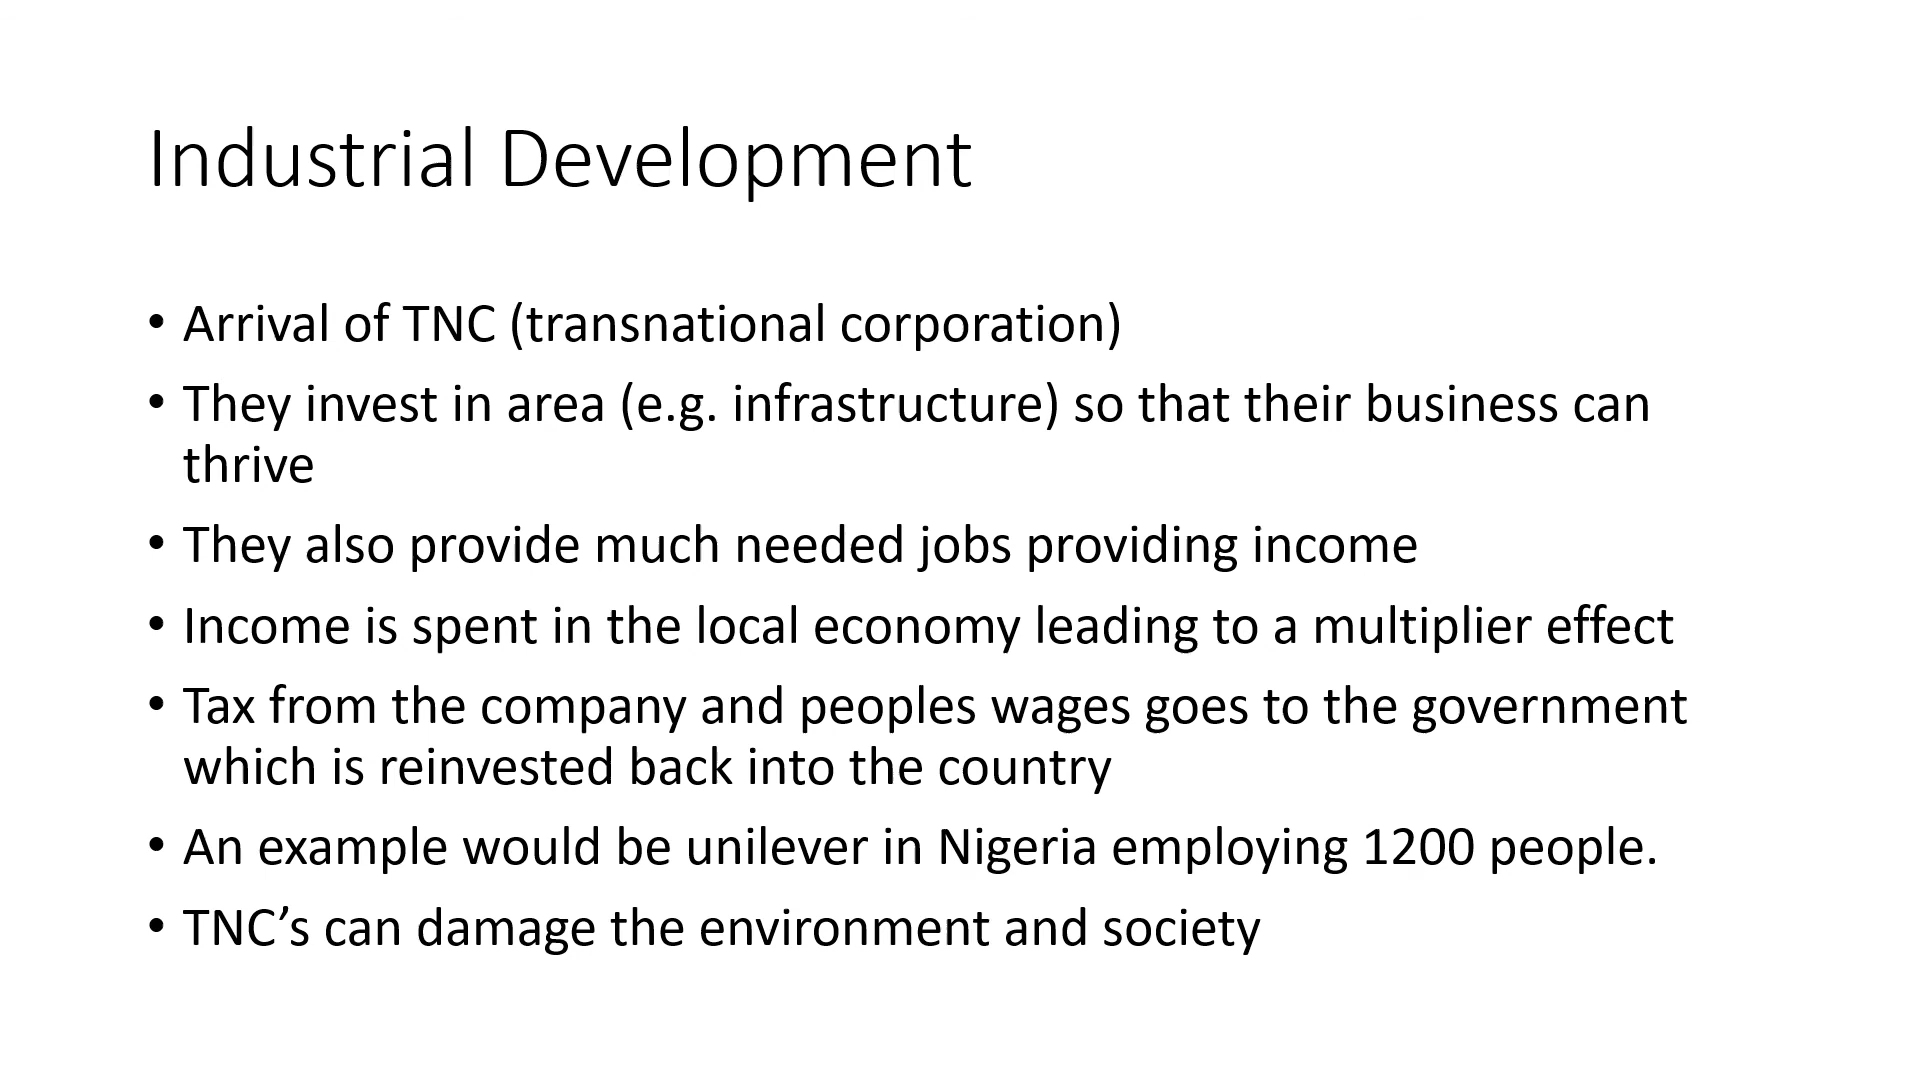 Industrial Development
• Arrival of TNC (transnational corporation)
• They invest in area (e.g. infrastructure) so that their business can
thrive
• They also provide much needed jobs providing income
• Income is spent in the local economy leading to a multiplier effect
• Tax from the company and peoples wages goes to the government
which is reinvested back into the country
• An example would be unilever in Nigeria employing 1200 people.
• TNC’s can damage the environment and society